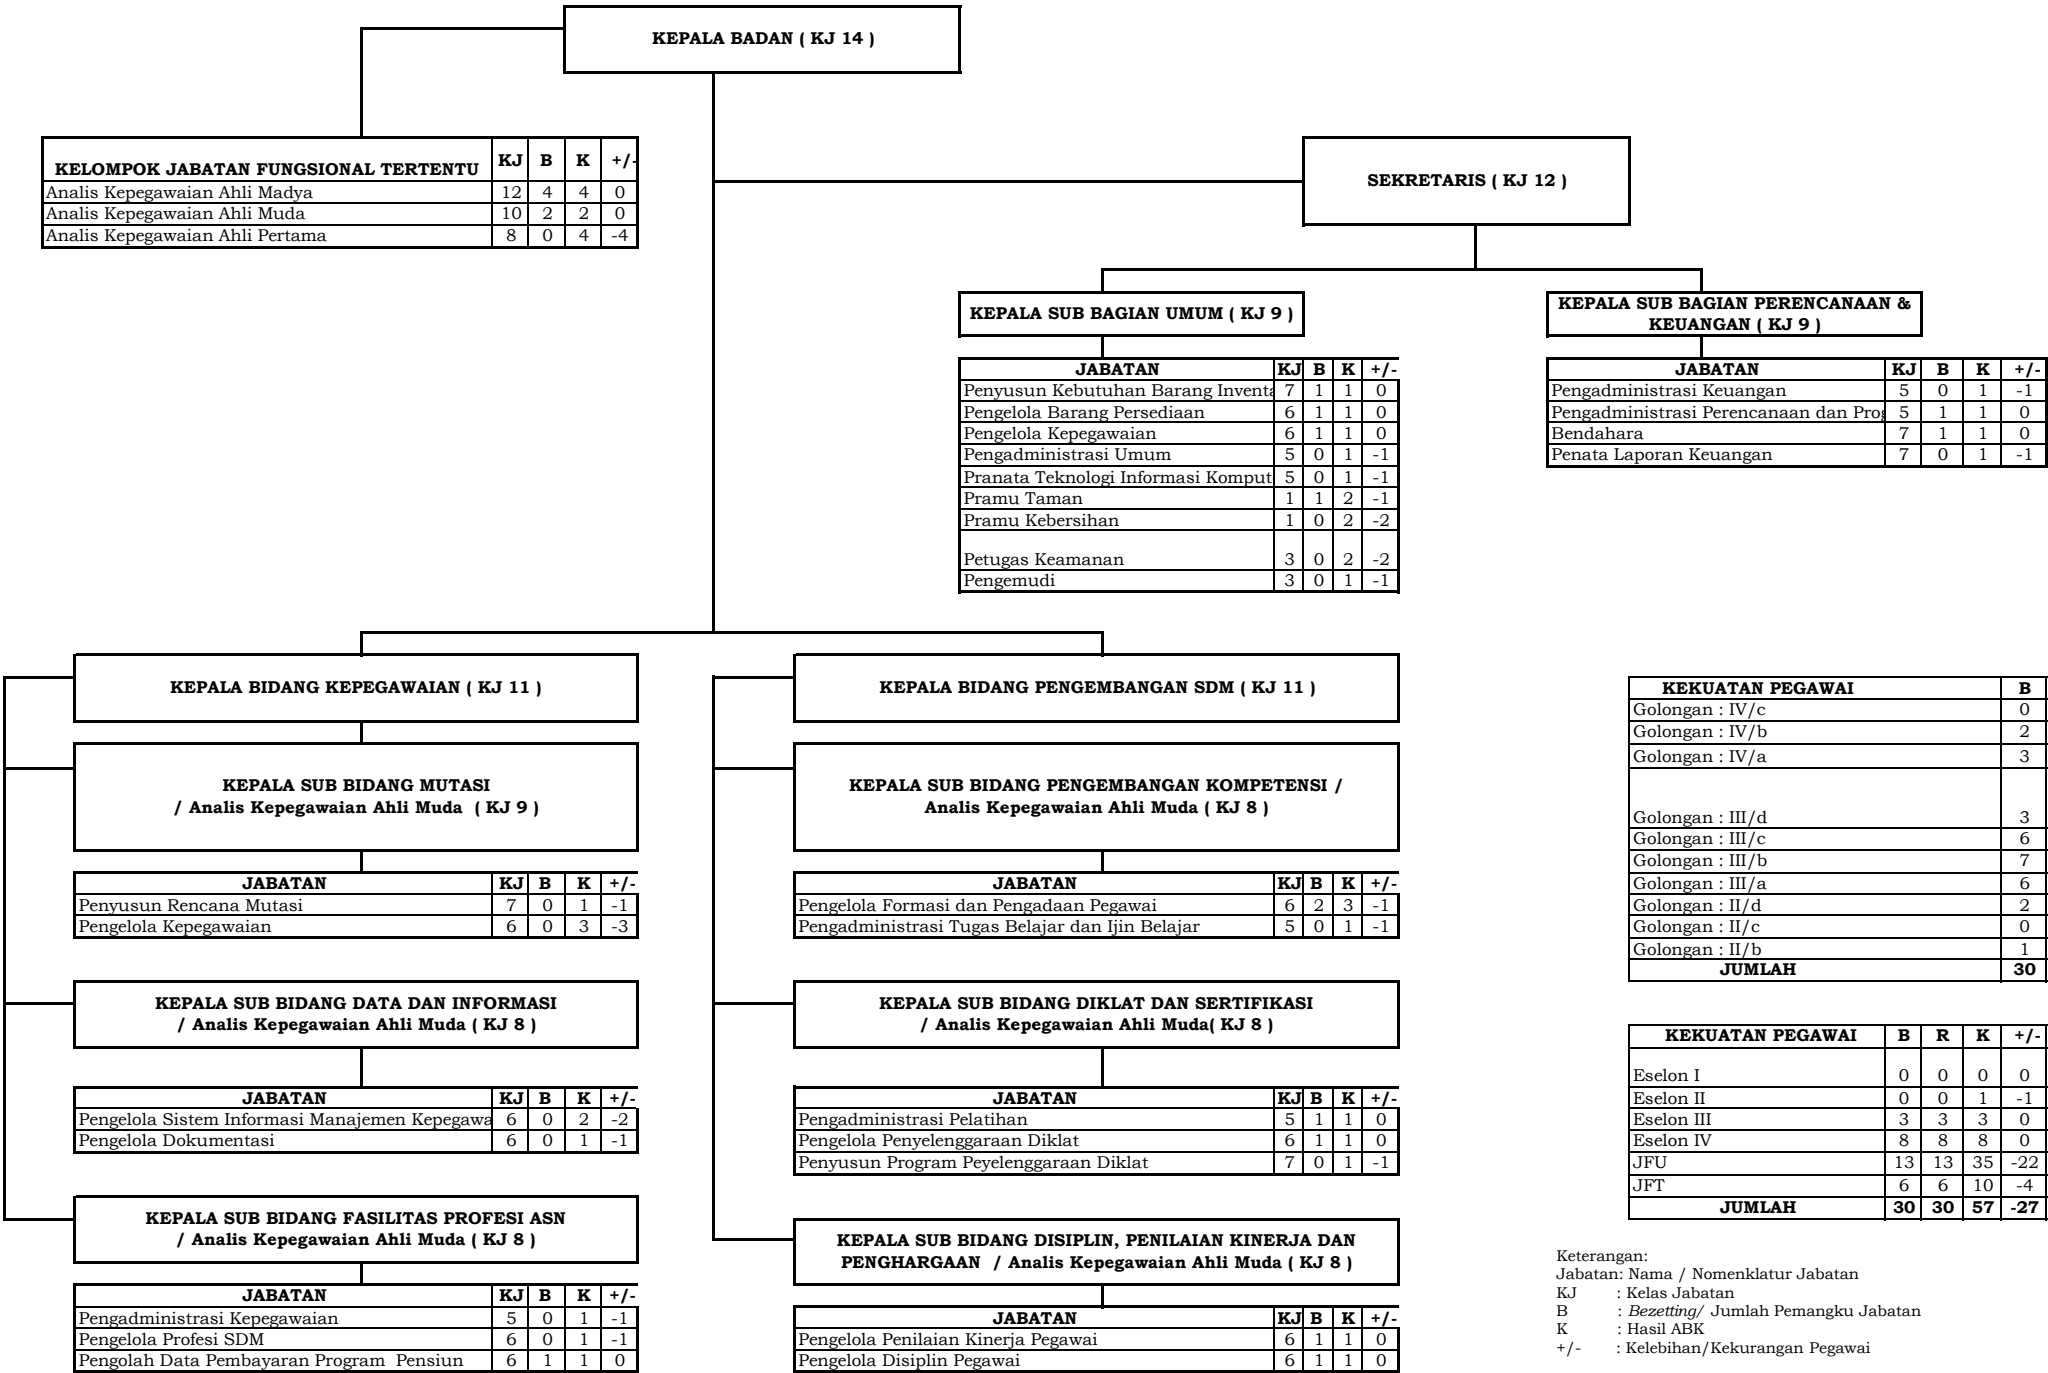 KEPALA BADAN ( KJ 14 )
KELOMPOK JABATAN FUNGSIONAL TERTENTU KJ B K +/-
Analis Kepegawaian Ahli Madya 12 4 4 0
Analis Kepegawaian Ahli Muda 10 2 2 0
Analis Kepegawaian Ahli Pertama 8 0 4 -4
SEKRETARIS ( KJ 12 )
KEPALA SUB BAGIAN UMUM ( KJ 9 )
JABATAN KJ B K +/-
Penyusun Kebutuhan Barang Inventa 7 1 1 0
Pengelola Barang Persediaan 6 1 1 0
Pengelola Kepegawaian 6 1 1 0
Pengadministrasi Umum 5 0 1 -1
Pranata Teknologi Informasi Komput 5 0 1 -1
Pramu Taman 1 1 2 -1
Pramu Kebersihan 1 0 2 -2
Petugas Keamanan 3 0 2 -2
Pengemudi 3 0 1 -1
KEPALA SUB BAGIAN PERENCANAAN &
KEUANGAN ( KJ 9 )
JABATAN KJ B K +/-
Pengadministrasi Keuangan 5 0 1 -1
Pengadministrasi Perencanaan dan Prog 5 1 1 0
Bendahara 7 1 1 0
Penata Laporan Keuangan 7 0 1 -1
KEPALA BIDANG KEPEGAWAIAN ( KJ 11 )
KEPALA SUB BIDANG MUTASI
/ Analis Kepegawaian Ahli Muda ( KJ 9 )
JABATAN KJ B K +/-
Penyusun Rencana Mutasi 7 0 1 -1
Pengelola Kepegawaian 6 0 3 -3
KEPALA SUB BIDANG DATA DAN INFORMASI
/ Analis Kepegawaian Ahli Muda ( KJ 8 )
JABATAN KJ B K +/-
Pengelola Sistem Informasi Manajemen Kepegawa 6 0 2 -2
Pengelola Dokumentasi 6 0 1 -1
KEPALA SUB BIDANG FASILITAS PROFESI ASN
/ Analis Kepegawaian Ahli Muda ( KJ 8 )
JABATAN KJ B K +/-
Pengadministrasi Kepegawaian 5 0 1 -1
Pengelola Profesi SDM 6 0 1 -1
Pengolah Data Pembayaran Program Pensiun 6 1 1 0
KEPALA BIDANG PENGEMBANGAN SDM ( KJ 11 )
KEPALA SUB BIDANG PENGEMBANGAN KOMPETENSI /
Analis Kepegawaian Ahli Muda ( KJ 8 )
JABATAN KJ B K +/-
Pengelola Formasi dan Pengadaan Pegawai 6 2 3 -1
Pengadministrasi Tugas Belajar dan Ijin Belajar 5 0 1 -1
KEPALA SUB BIDANG DIKLAT DAN SERTIFIKASI
/ Analis Kepegawaian Ahli Muda( KJ 8 )
JABATAN KJ B K +/-
Pengadministrasi Pelatihan 5 1 1 0
Pengelola Penyelenggaraan Diklat 6 1 1 0
Penyusun Program Peyelenggaraan Diklat 7 0 1 -1
KEPALA SUB BIDANG DISIPLIN, PENILAIAN KINERJA DAN
PENGHARGAAN / Analis Kepegawaian Ahli Muda ( KJ 8 )
JABATAN KJ B K +/-
Pengelola Penilaian Kinerja Pegawai 6 1 1 0
Pengelola Disiplin Pegawai 6 1 1 0
KEKUATAN PEGAWAI B
Golongan : IV/c 0
Golongan : IV/b 2
Golongan : IV/a 3
Golongan : III/d 3
Golongan : III/c 6
Golongan : III/b 7
Golongan : III/a 6
Golongan : II/d 2
Golongan : II/c 0
Golongan : II/b 1
JUMLAH 30
KEKUATAN PEGAWAI B R K +/-
Eselon I 0 0 0 0
Eselon II 0 0 1 -1
Eselon III 3 3 3 0
Eselon IV 8 8 8 0
JFU 13 13 35 -22
JFT 6 6 10 -4
JUMLAH 30 30 57 -27
Keterangan:
Jabatan: Nama / Nomenklatur Jabatan
KJ : Kelas Jabatan
B : Bezetting/ Jumlah Pemangku Jabatan
K : Hasil ABK
+/- : Kelebihan/Kekurangan Pegawai